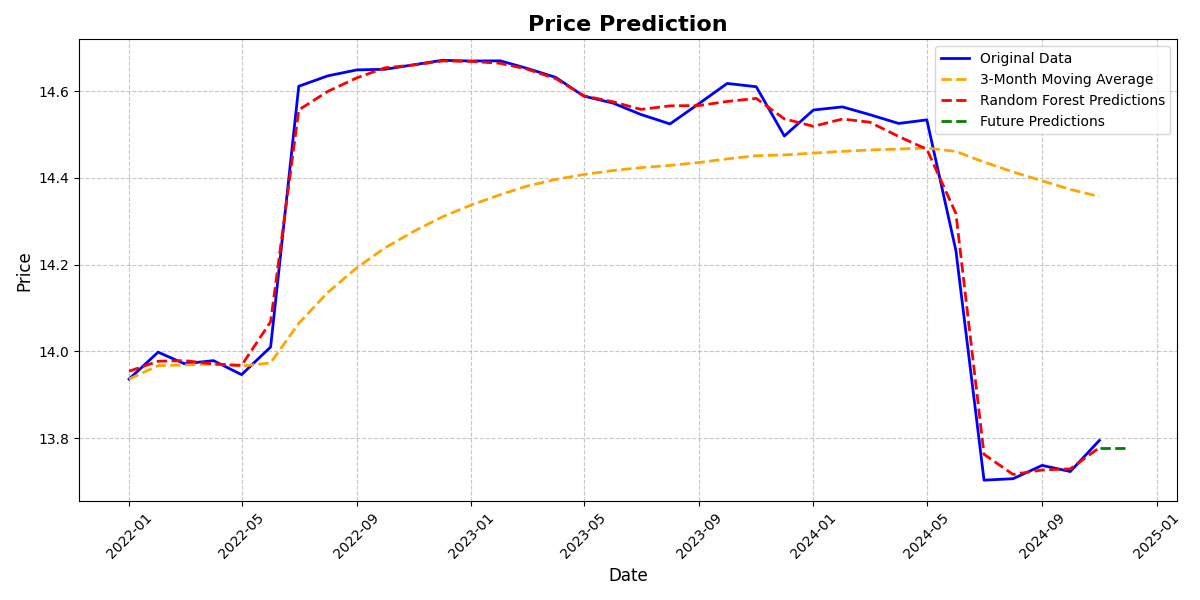 Price Prediction
Original Data
3-Month Moving Average
Random Forest Predictions
Future Predictions
Price
14.6
14.4
14.2
14.0
13.8
2022-01
2022-05
2022-09
2023-01
2023-05
2023-09
2024-01
2024-05
2024-09
2025-01
Date